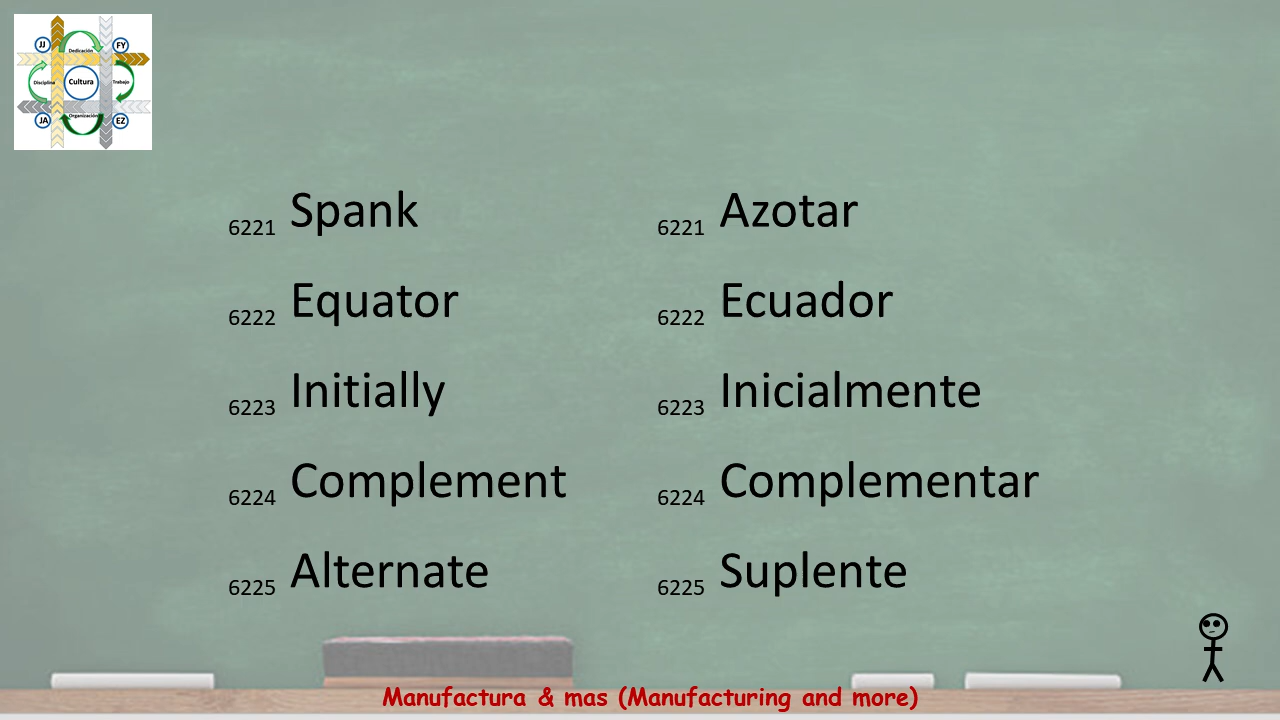 JJ
FY
Dedicación
Disciplina
Cultura
Trabajo
Organización
JA
EZ
6221 Spank 6221 Azotar
6222 Equator 6222 Ecuador
6223 Initially 6223 Inicialmente
6224 Complement 6224 Complementar
6225 Alternate 6225 Suplente
Manufactura & mas (Manufacturing and more)